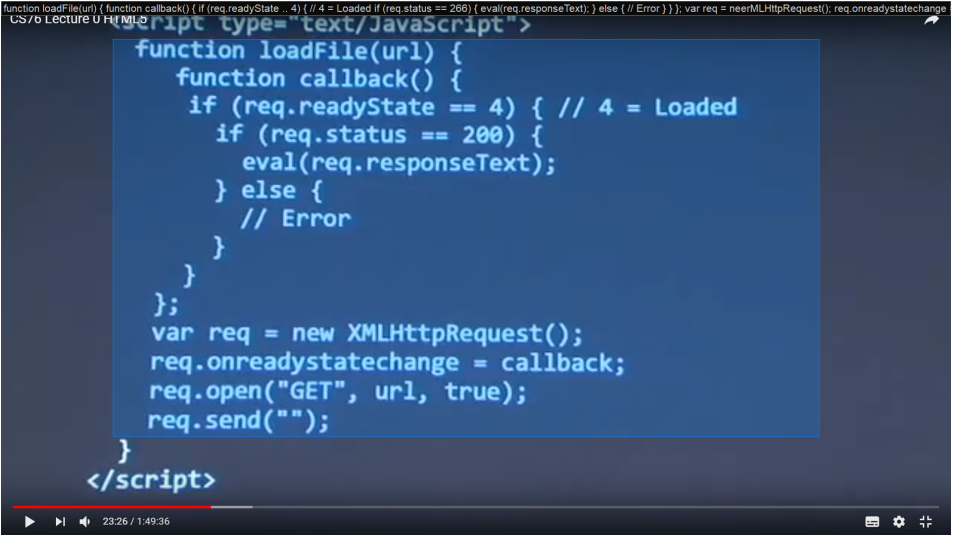 function loadFile(url) { function callback() { if (req.readyState .. 4) { // 4 = Loaded if (req.status == 266) { eval(req.responseText); } else { // Error } } }; var req = neerMLHttpRequest(); req.onreadystatechange
CS76 Lecture 0 HTML5
<script type="text/JavaScript">
function loadFile(url) {
function callback() {
if (req.readyState == 4) { // 4 = Loaded
if (req.status == 200) {
eval(req.responseText);
} else {
// Error
}
}
};
var req = new XMLHttpRequest();
req.onreadystatechange = callback;
req.open("GET", url, true);
req.send("");
}
</script>
23:26 / 1:49:36